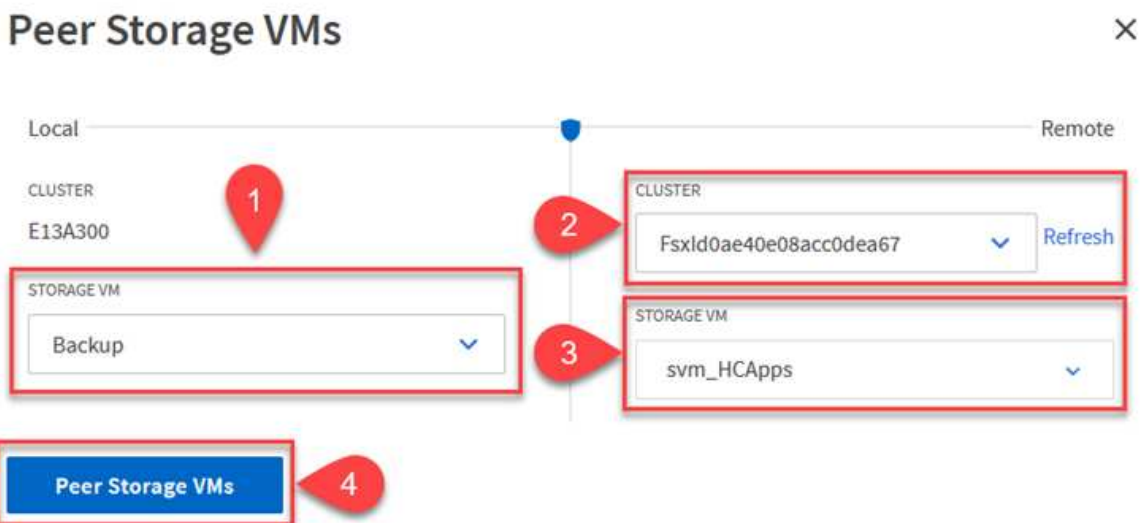 Peer Storage VMs
Local
Remote
CLUSTER
E13A300
1
STORAGE VM
Backup
2
CLUSTER
FsxId0ae40e08acc0dea67
Refresh
3
STORAGE VM
svm_HCApps
Peer Storage VMs
4